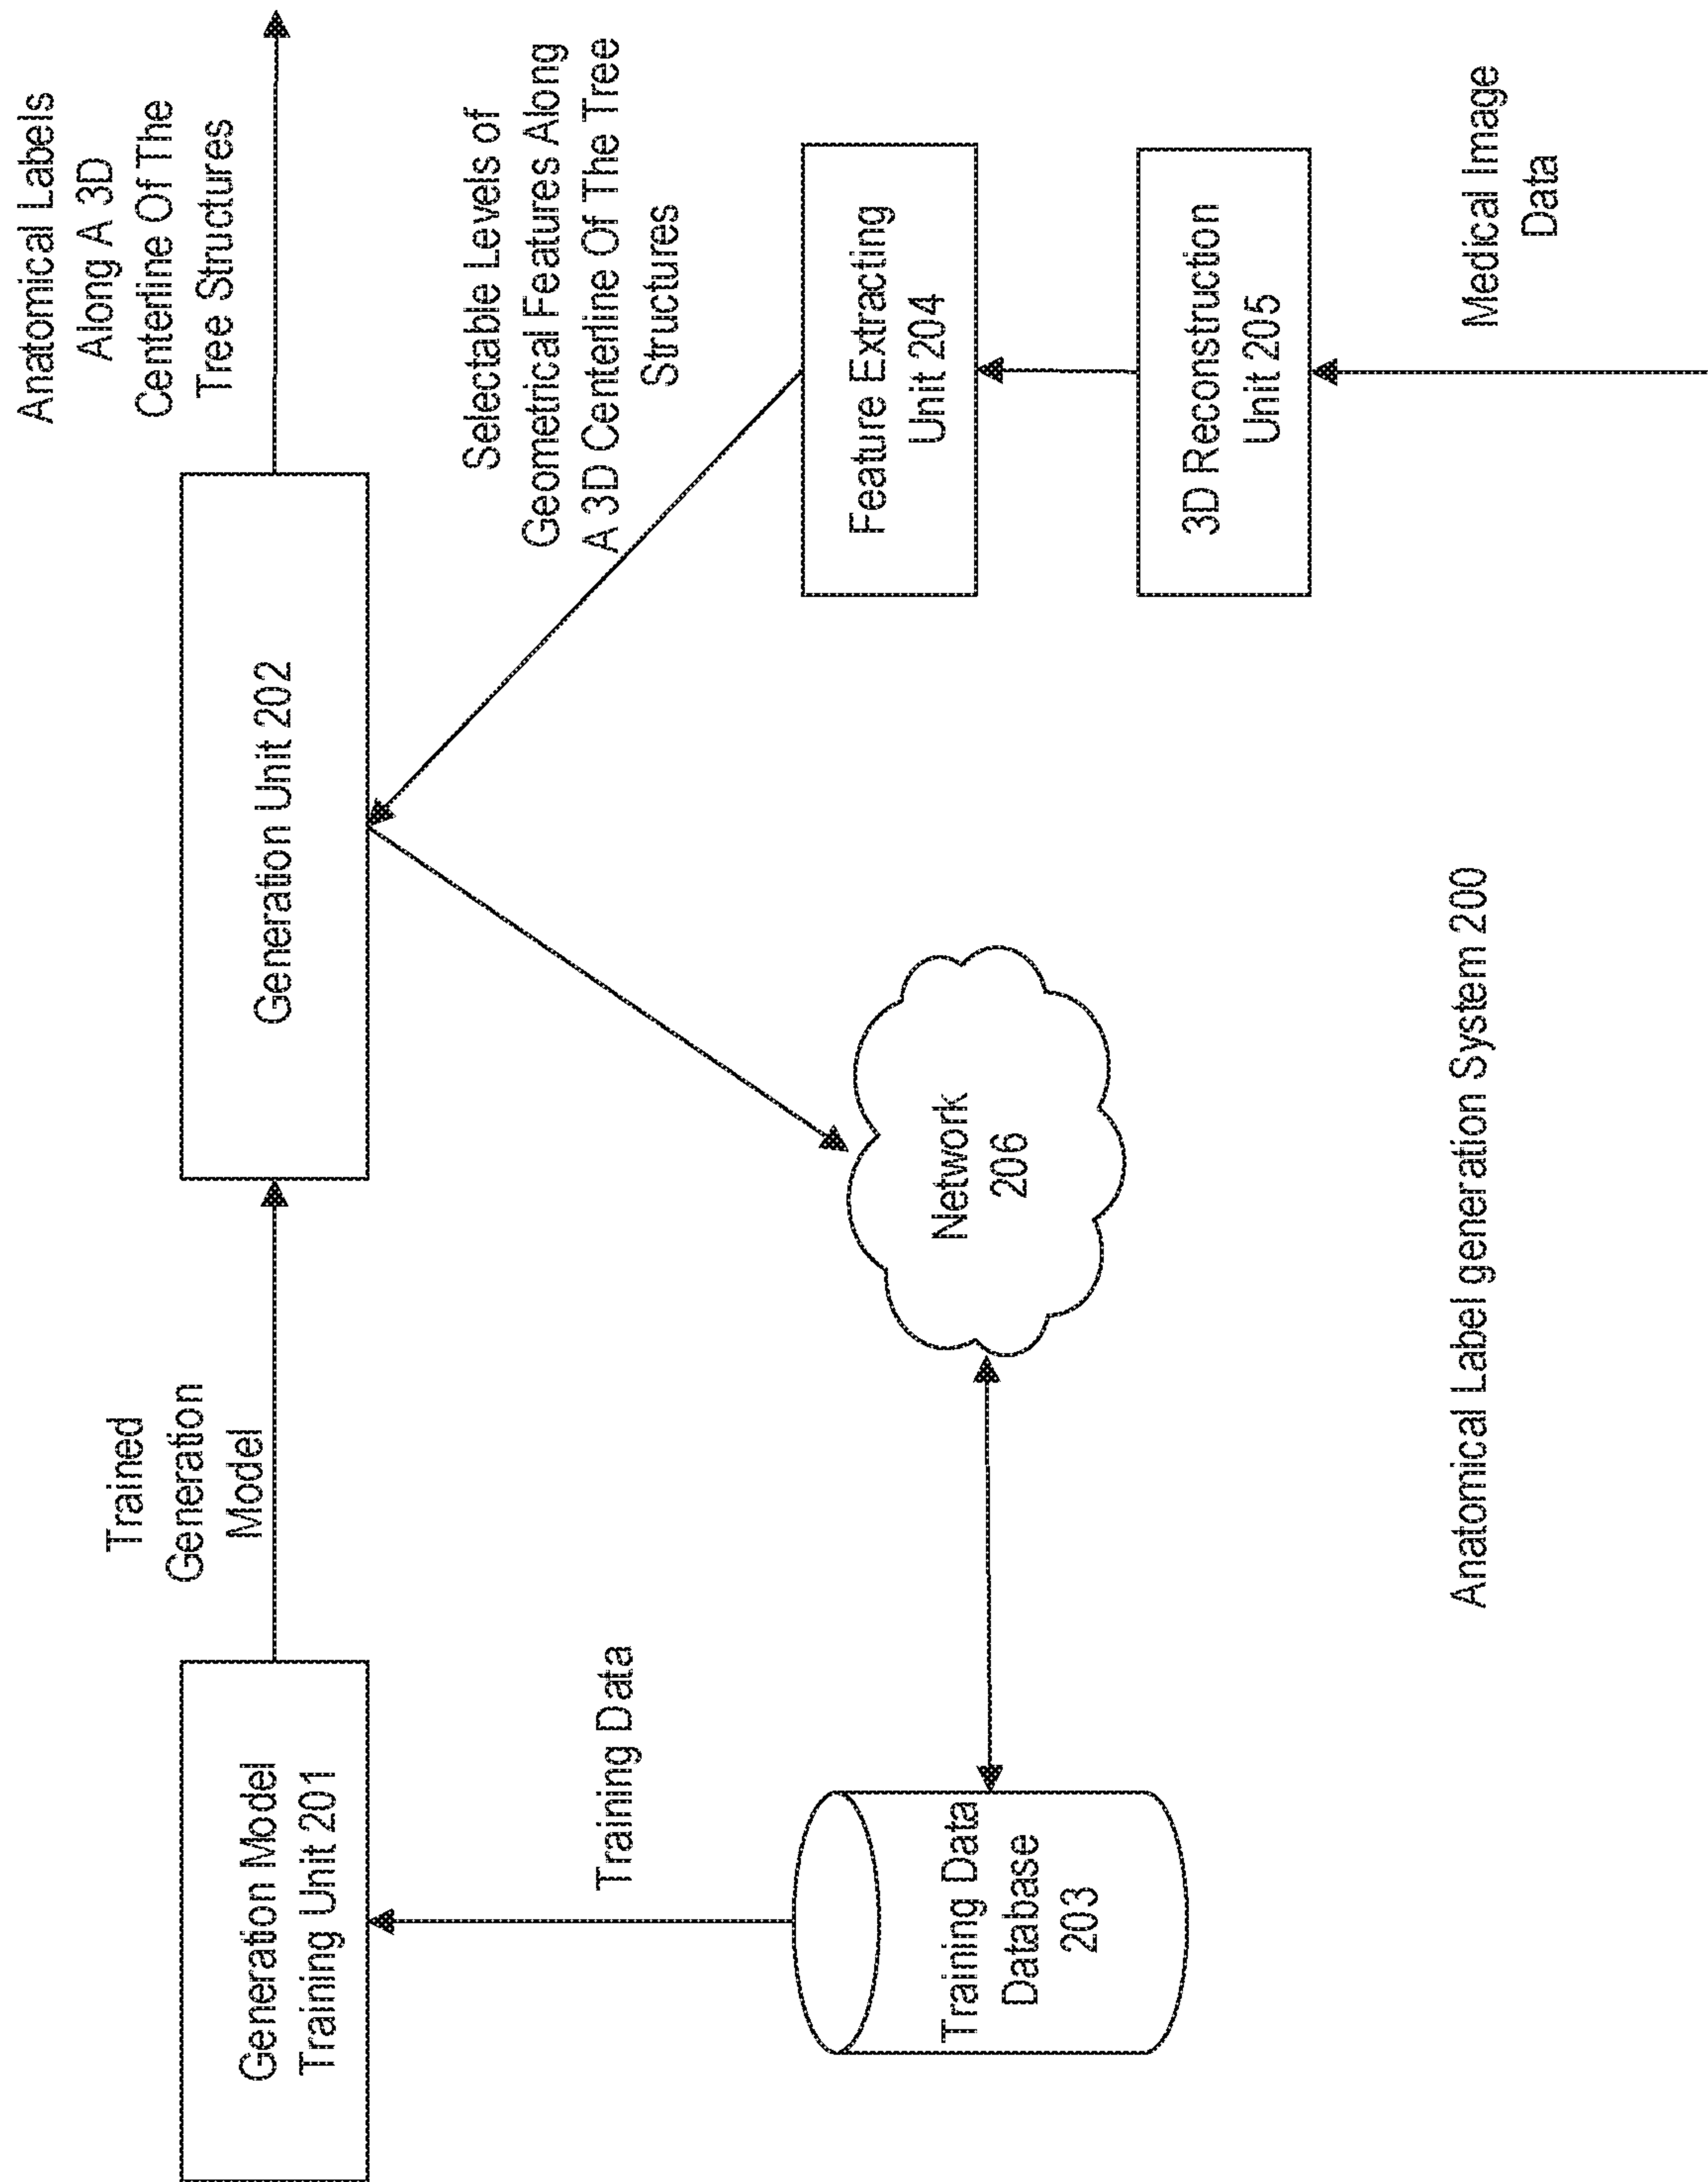 Generation Model
Training Unit 201
Trained
Generation
Model
Generation Unit 202
Anatomical Labels
Along A 3D
Centerline Of The
Tree Structures
Training Data
Selectable Levels of
Geometrical Features Along
A 3D Centerline Of The Tree
Structures
Training Data
Database
203
Network
206
Feature Extracting
Unit 204
3D Reconstruction
Unit 205
Medical Image
Data
Anatomical Label generation System 200